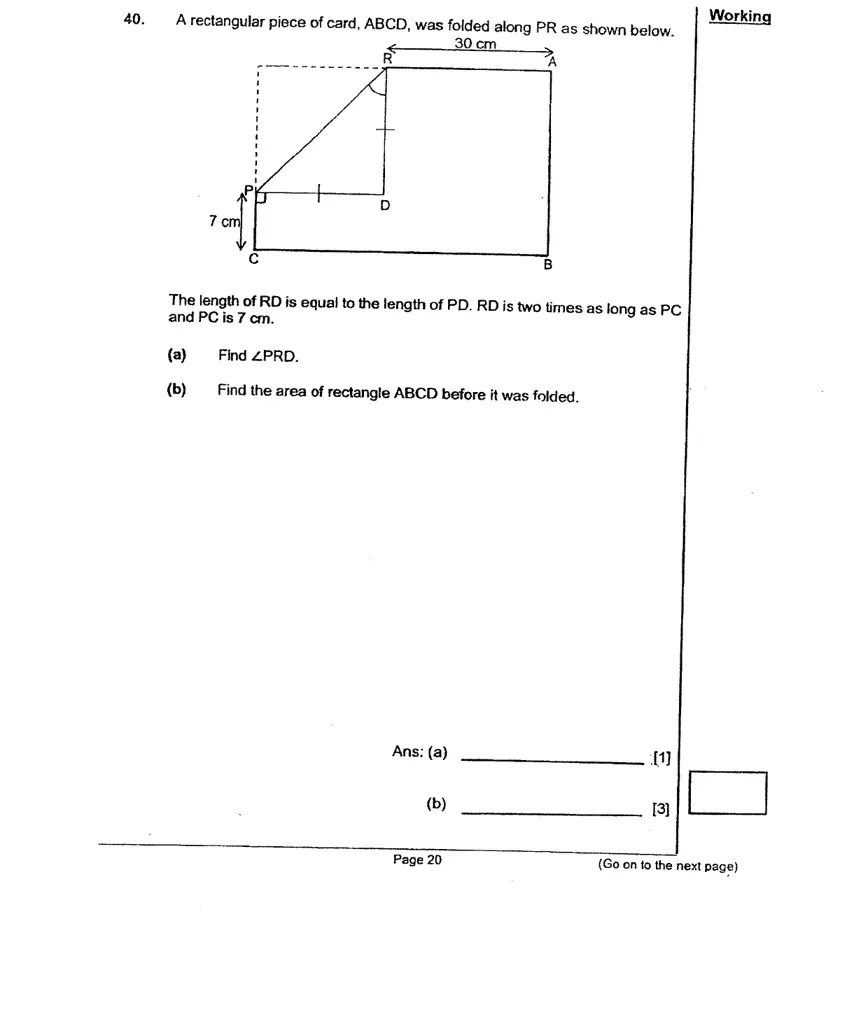 Working
40. A rectangular piece of card, ABCD, was folded along PR as shown below.
30 cm
R
A
P
D
7 cm
C
B
The length of RD is equal to the length of PD. RD is two times as long as PC
and PC is 7 cm.
(a) Find ∠PRD.
(b) Find the area of rectangle ABCD before it was folded.
Ans: (a) ____________________ [1]
(b) ____________________ [3]
Page 20
(Go on to the next page)